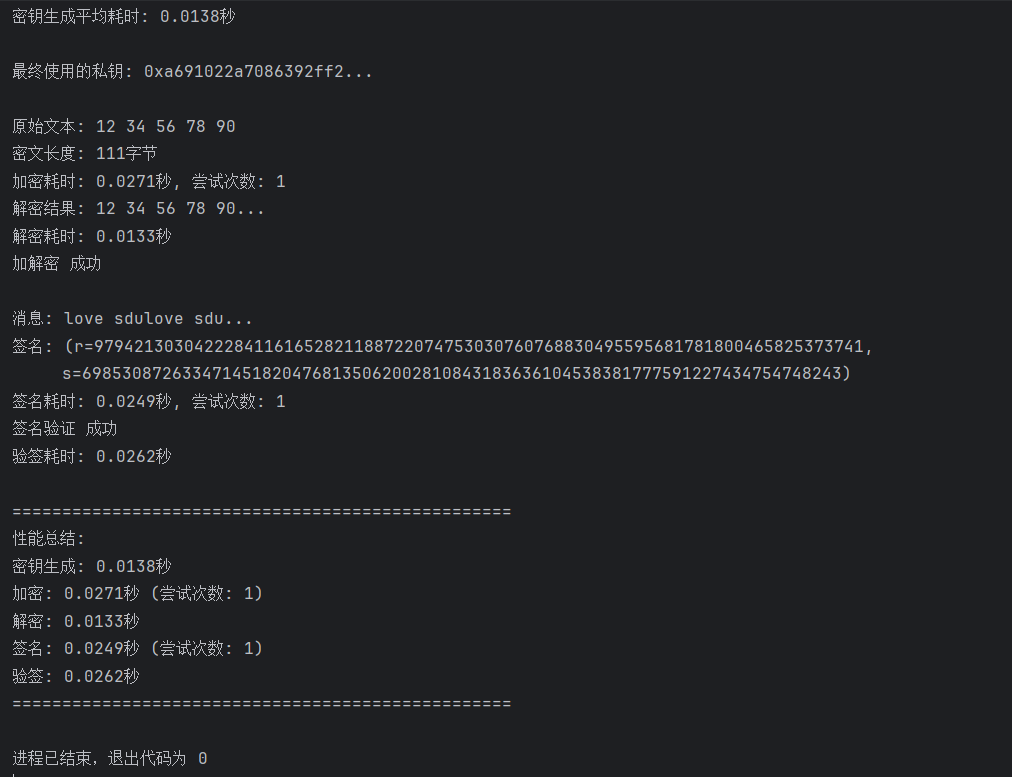 密钥生成平均耗时: 0.0138秒
最终使用的私钥: 0xa691022a7086392ff2...
原始文本: 12 34 56 78 90
密文长度: 111字节
加密耗时: 0.0271秒, 尝试次数: 1
解密结果: 12 34 56 78 90...
解密耗时: 0.0133秒
加解密 成功
消息: love sdulove sdu...
签名: (r=97942130304222841161652821188722074753030760768830495595681781800465825373741,
s=69853087263347145182047681350620028108431836361045383817775912274347547​48243)
签名耗时: 0.0249秒, 尝试次数: 1
签名验证 成功
验签耗时: 0.0262秒
==================================================
性能总结:
密钥生成: 0.0138秒
加密: 0.0271秒 (尝试次数: 1)
解密: 0.0133秒
签名: 0.0249秒 (尝试次数: 1)
验签: 0.0262秒
==================================================
进程已结束，退出代码为 0